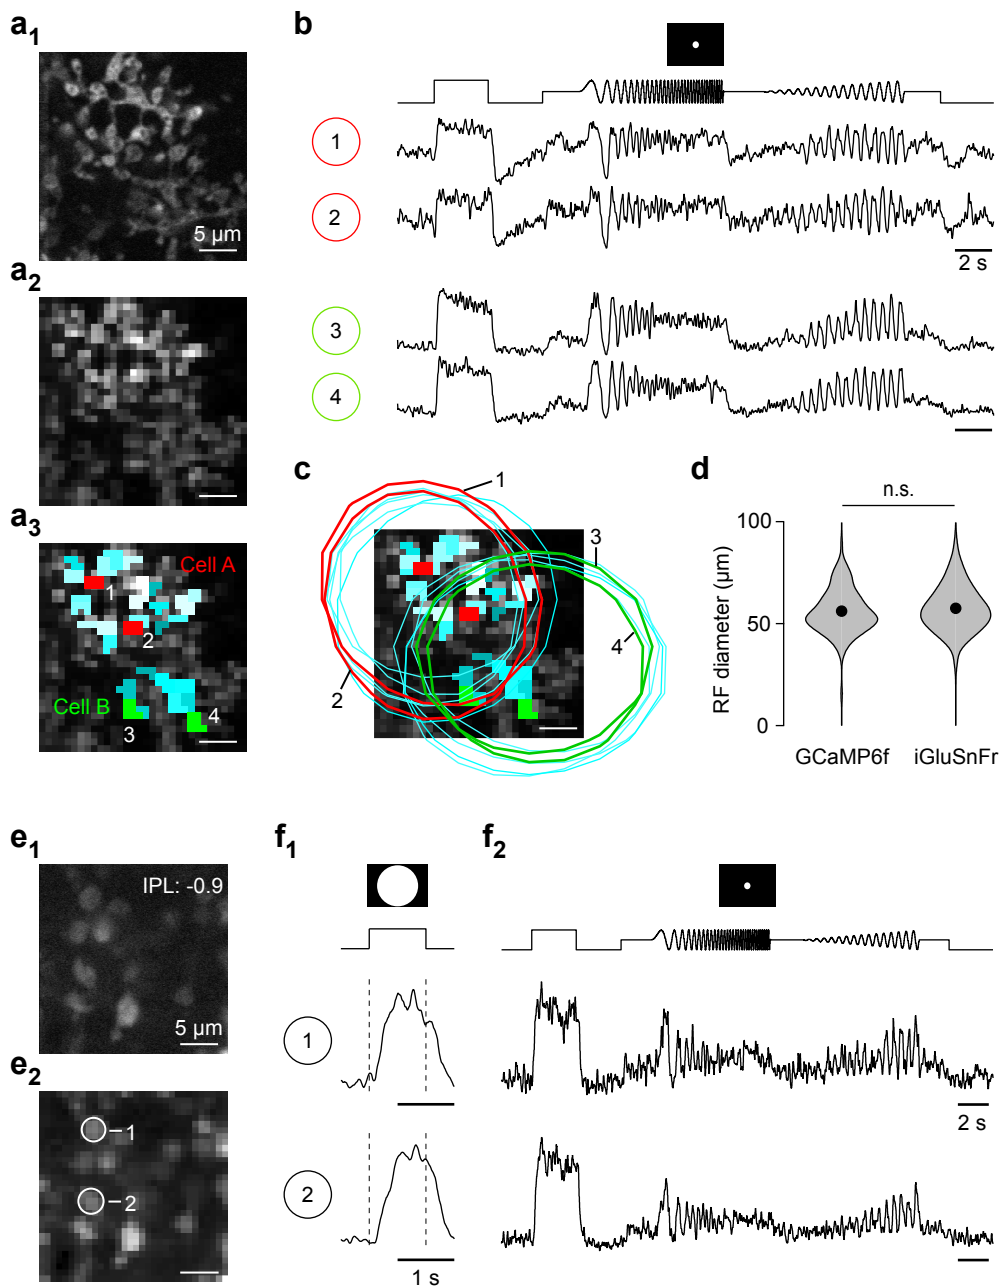 a1
5 µm
a2
a3
Cell A
1
2
Cell B
3
4
b
1
2
2 s
3
4
c
1
2
3
4
d
n.s.
100
50
0
RF diameter (µm)
GCaMP6f
iGluSnFr
e1
IPL: -0.9
5 µm
e2
1
2
f1
1
2
1 s
f2
2 s